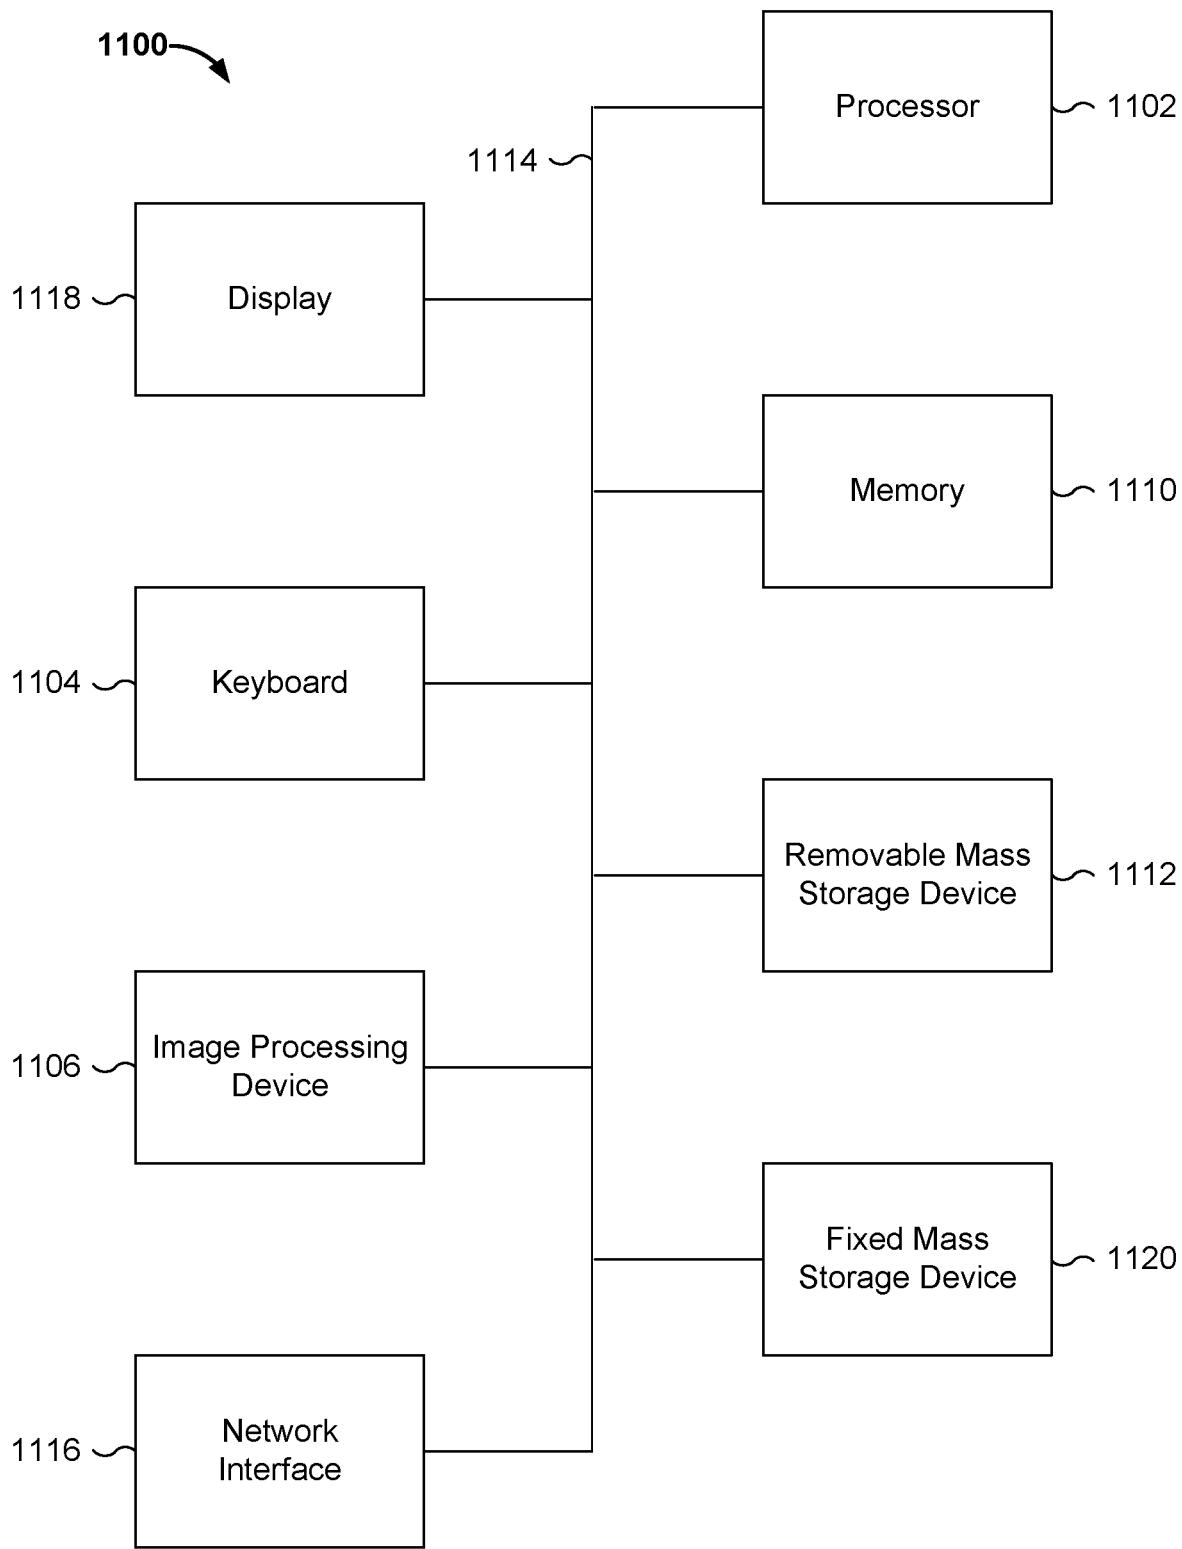 1100
Processor
1102
1114
1118
Display
Memory
1110
1104
Keyboard
Removable Mass
Storage Device
1112
1106
Image Processing
Device
Fixed Mass
Storage Device
1120
1116
Network
Interface